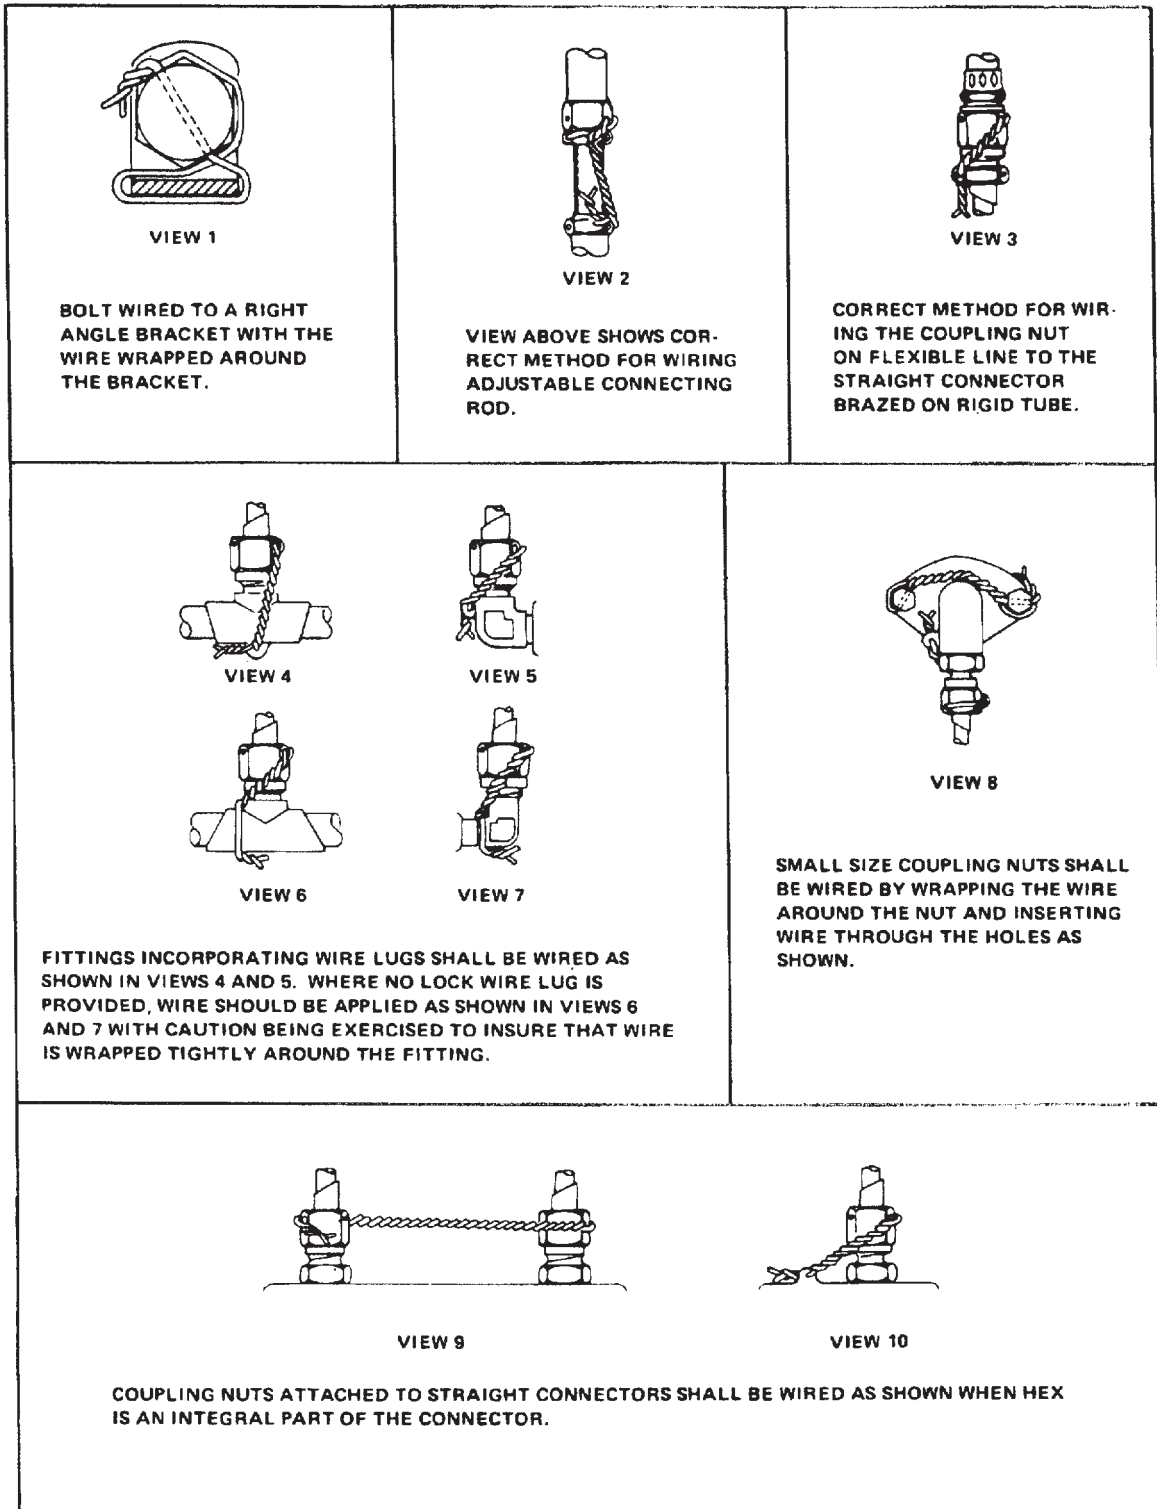 VIEW 1
BOLT WIRED TO A RIGHT
ANGLE BRACKET WITH THE
WIRE WRAPPED AROUND
THE BRACKET.
VIEW 2
VIEW ABOVE SHOWS COR-
RECT METHOD FOR WIRING
ADJUSTABLE CONNECTING
ROD.
VIEW 3
CORRECT METHOD FOR WIR-
ING THE COUPLING NUT
ON FLEXIBLE LINE TO THE
STRAIGHT CONNECTOR
BRAZED ON RIGID TUBE.
VIEW 4
VIEW 5
VIEW 6
VIEW 7
FITTINGS INCORPORATING WIRE LUGS SHALL BE WIRED AS
SHOWN IN VIEWS 4 AND 5. WHERE NO LOCK WIRE LUG IS
PROVIDED, WIRE SHOULD BE APPLIED AS SHOWN IN VIEWS 6
AND 7 WITH CAUTION BEING EXERCISED TO INSURE THAT WIRE
IS WRAPPED TIGHTLY AROUND THE FITTING.
VIEW 8
SMALL SIZE COUPLING NUTS SHALL
BE WIRED BY WRAPPING THE WIRE
AROUND THE NUT AND INSERTING
WIRE THROUGH THE HOLES AS
SHOWN.
VIEW 9
VIEW 10
COUPLING NUTS ATTACHED TO STRAIGHT CONNECTORS SHALL BE WIRED AS SHOWN WHEN HEX
IS AN INTEGRAL PART OF THE CONNECTOR.